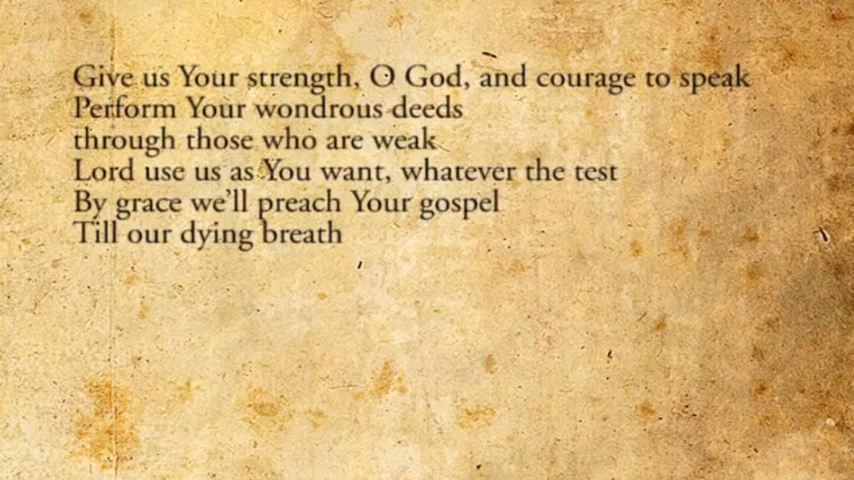 Give us Your strength, O God, and courage to speak
Perform Your wondrous deeds
through those who are weak
Lord use us as You want, whatever the test
By grace we'll preach Your gospel
Till our dying breath